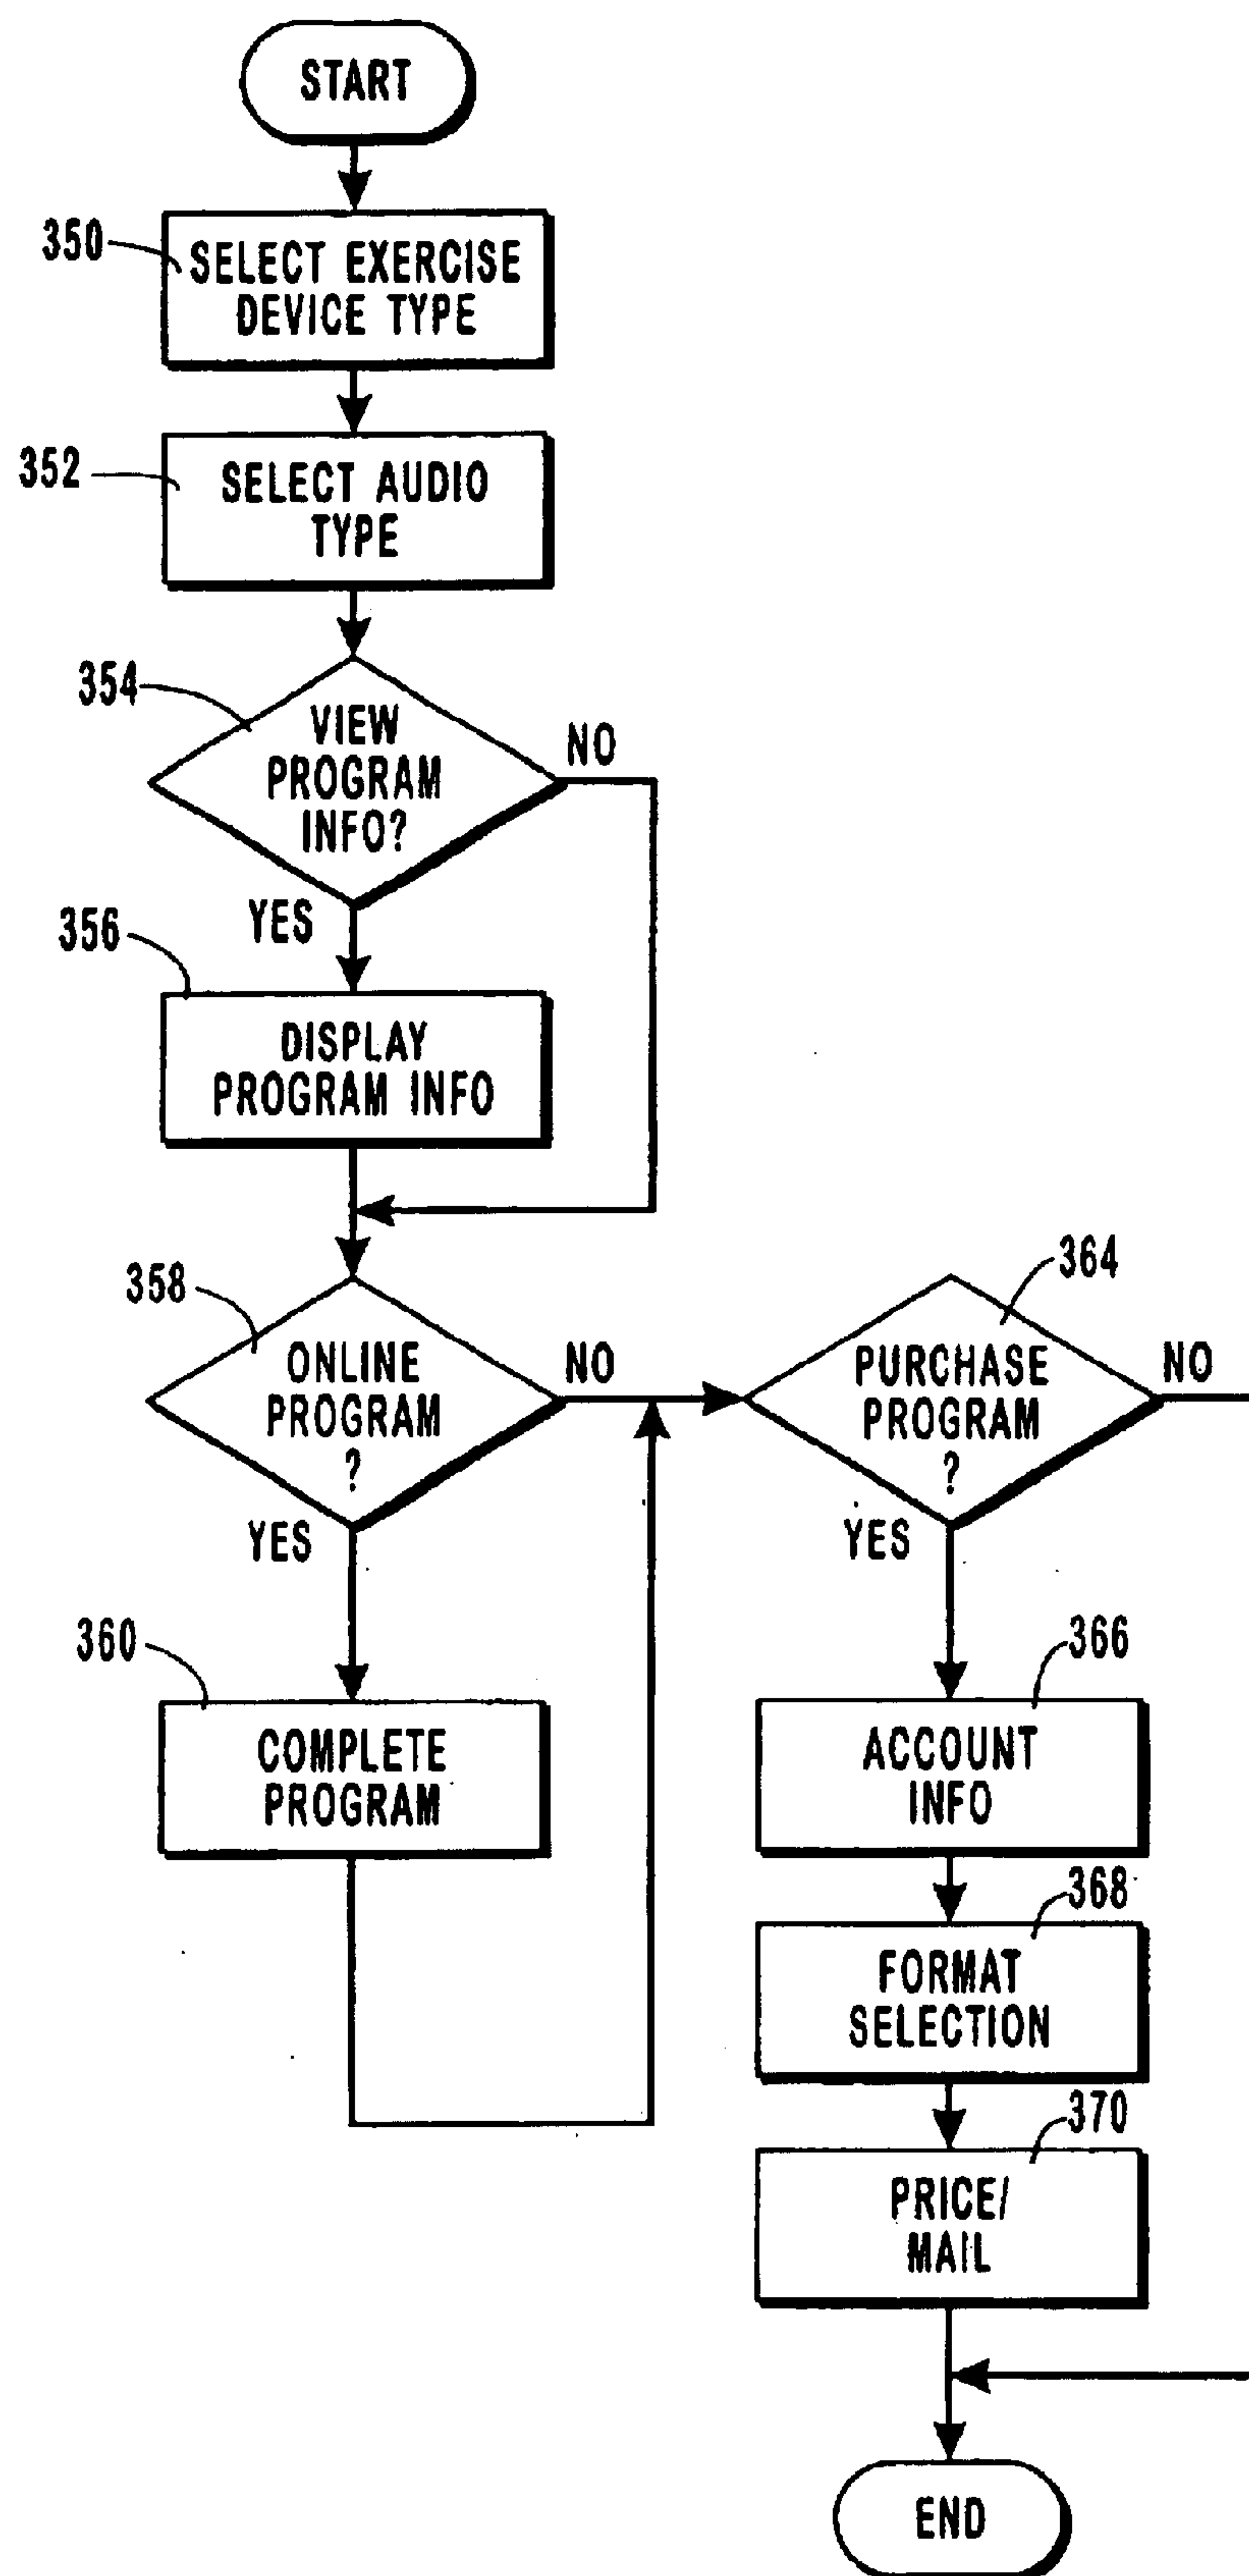 START
350
SELECT EXERCISE
DEVICE TYPE
352
SELECT AUDIO
TYPE
354
VIEW
PROGRAM
INFO?
NO
YES
356
DISPLAY
PROGRAM INFO
358
ONLINE
PROGRAM
?
NO
YES
360
COMPLETE
PROGRAM
364
PURCHASE
PROGRAM
?
NO
YES
366
ACCOUNT
INFO
368
FORMAT
SELECTION
370
PRICE/
MAIL
END